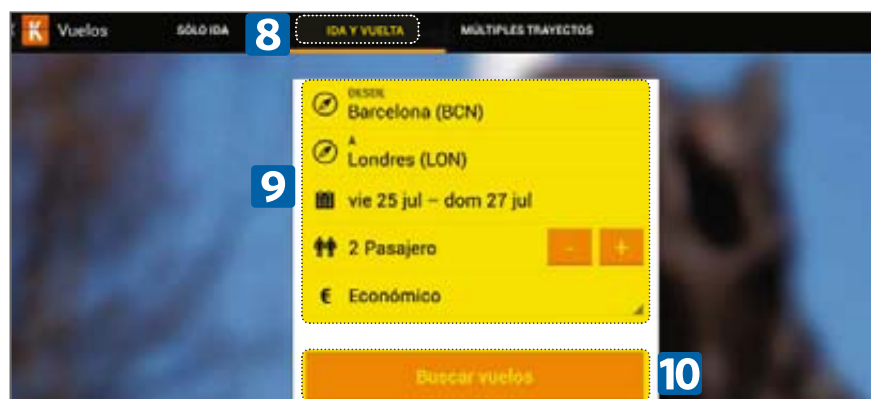 K Vuelos SÓLO IDA 8 IDA Y VUELTA MÚLTIPLES TRAYECTOS
DESDE
Barcelona (BCN)
A
Londres (LON)
9
vie 25 jul – dom 27 jul
2 Pasajero - +
€ Económico
Buscar vuelos 10